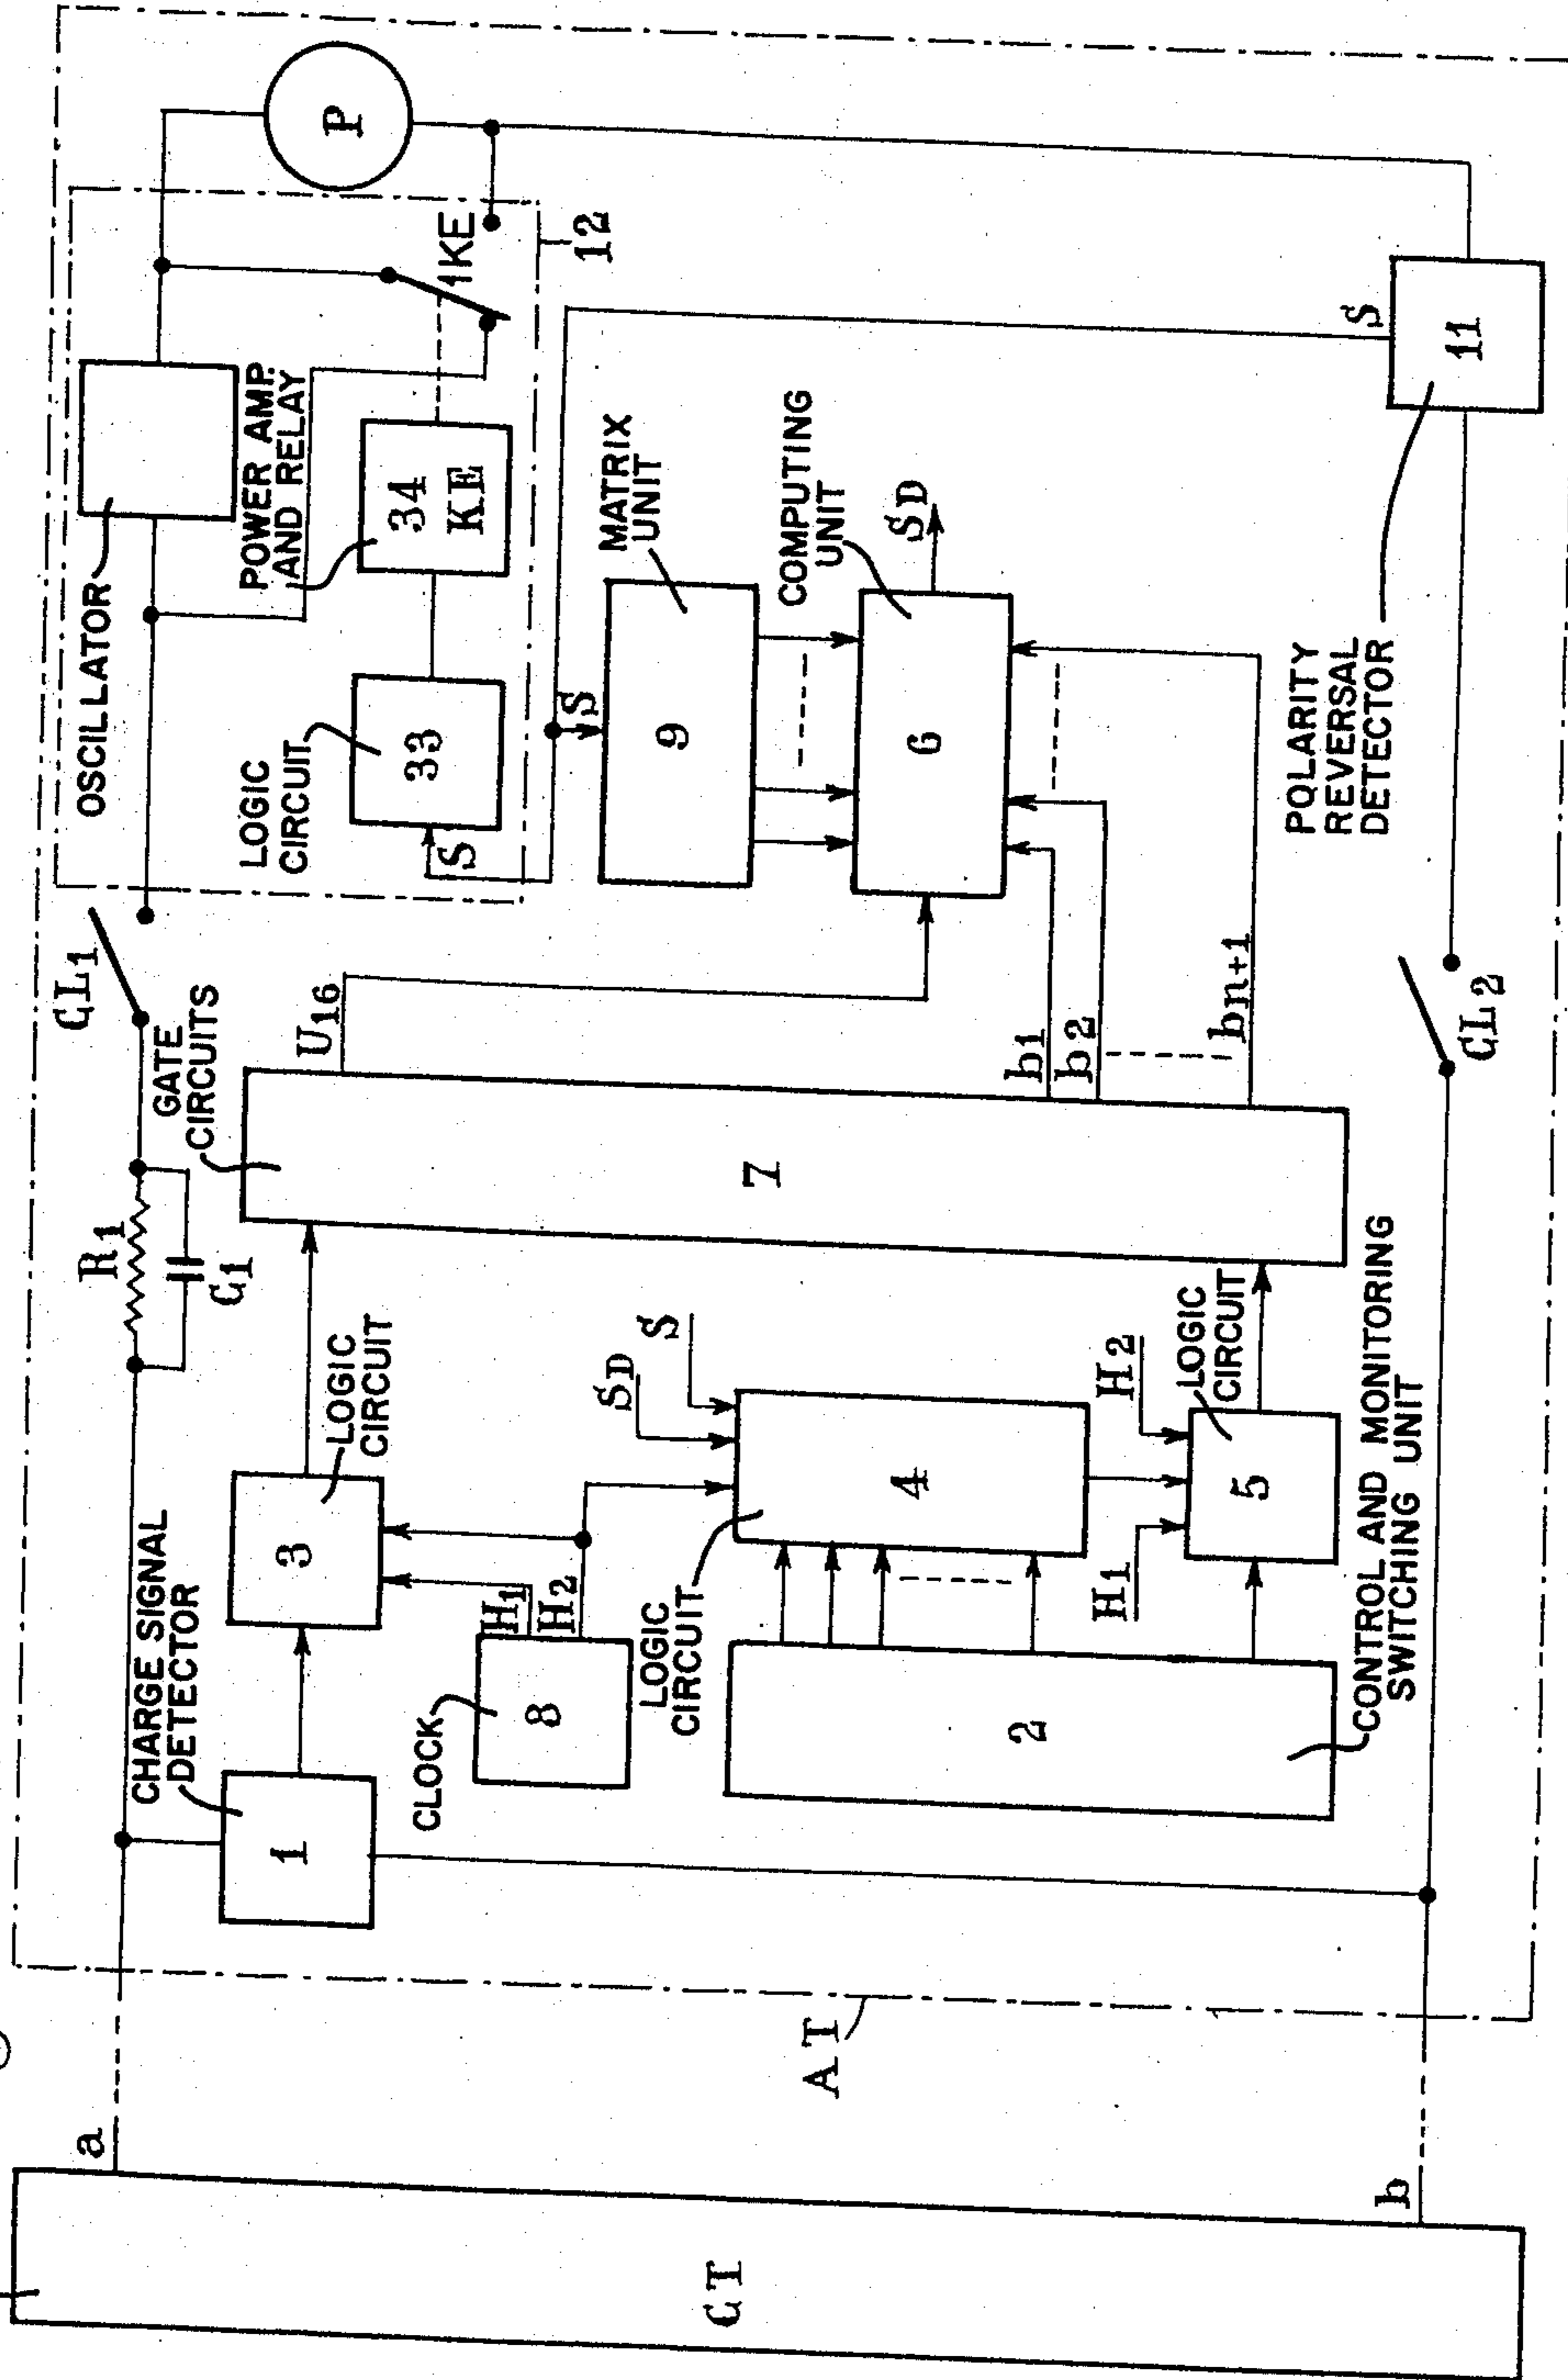 CT
a
b
AT
CHARGE SIGNAL
DETECTOR
1
CLOCK
8
H1
H2
3
LOGIC
CIRCUIT
R1
C1
CL1
GATE
CIRCUITS
7
U16
b1
b2
bn+1
LOGIC
CIRCUIT
4
SD
S
2
CONTROL AND MONITORING
SWITCHING UNIT
H1
H2
5
LOGIC
CIRCUIT
CL2
OSCILLATOR
LOGIC
CIRCUIT
33
S
POWER AMP.
AND RELAY
34
KE
1KE
12
P
MATRIX
UNIT
9
S
COMPUTING
UNIT
6
SD
PQLARITY
REVERSAL
DETECTOR
11
S